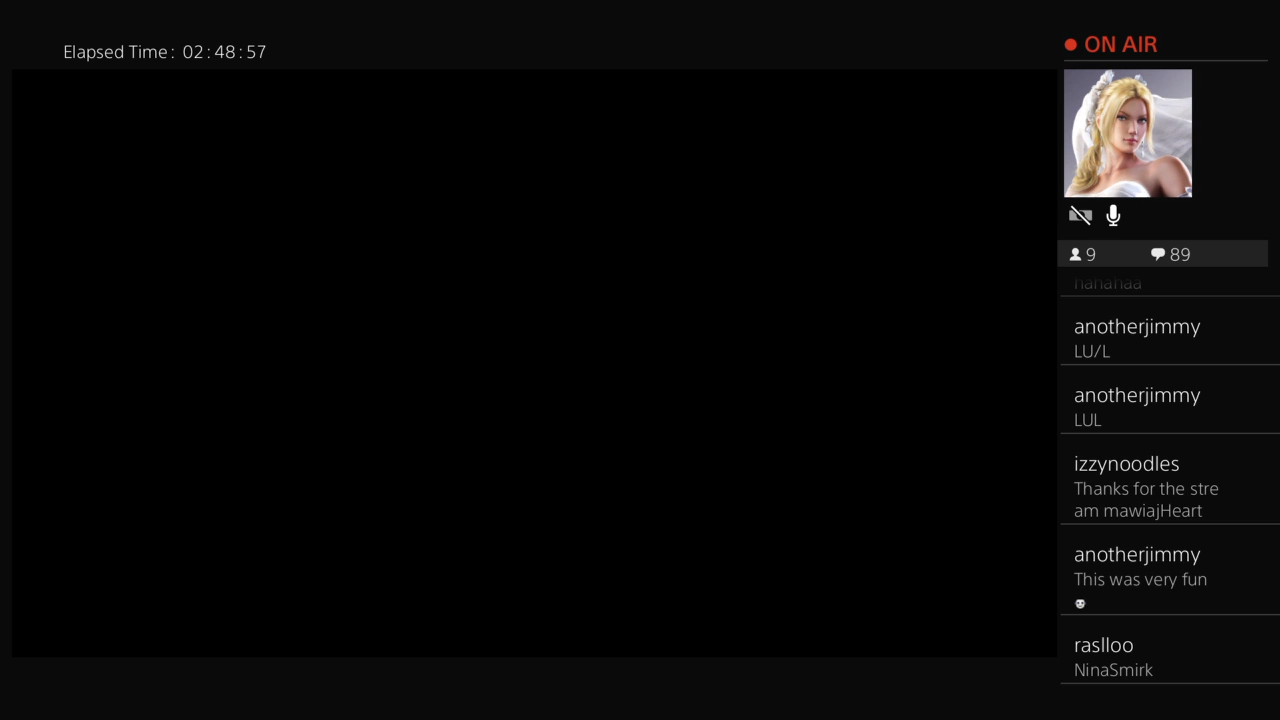 Elapsed Time: 02:48:57
ON AIR
9 89
hahahaa
anotherjimmy
LU/L
anotherjimmy
LUL
izzynoodles
Thanks for the stre
am mawiajHeart
anotherjimmy
This was very fun
raslloo
NinaSmirk